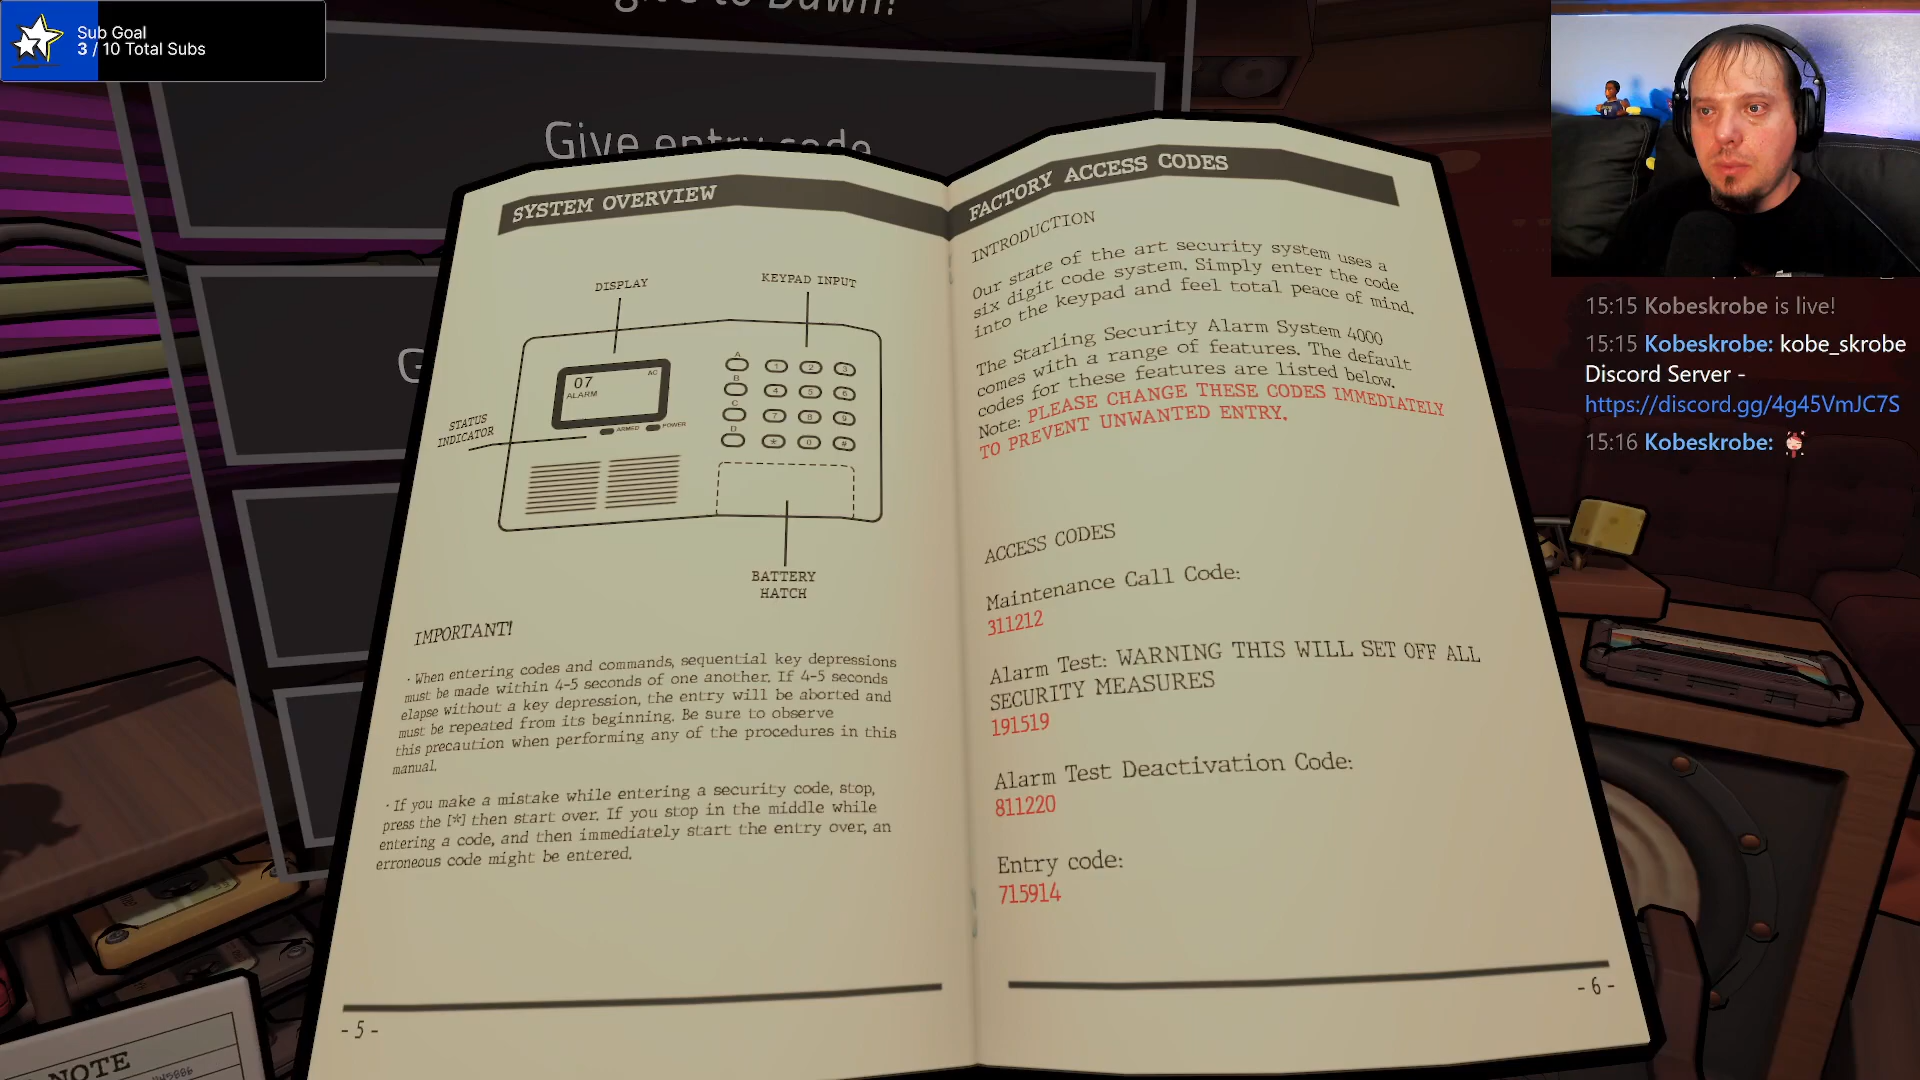 Sub Goal
3 / 10 Total Subs
Give entry code
SYSTEM OVERVIEW
DISPLAY
KEYPAD INPUT
07
ALARM
AC
ARMED
POWER
A
B
C
D
1 2 3
4 5 6
7 8 9
* 0 #
STATUS
INDICATOR
BATTERY
HATCH
IMPORTANT!
· When entering codes and commands, sequential key depressions
must be made within 4-5 seconds of one another. If 4-5 seconds
elapse without a key depression, the entry will be aborted and
must be repeated from its beginning. Be sure to observe
this precaution when performing any of the procedures in this
manual.
· If you make a mistake while entering a security code, stop,
press the [*] then start over. If you stop in the middle while
entering a code, and then immediately start the entry over, an
erroneous code might be entered.
- 5 -
FACTORY ACCESS CODES
INTRODUCTION
Our state of the art security system uses a
six digit code system. Simply enter the code
into the keypad and feel total peace of mind.
The Starling Security Alarm System 4000
comes with a range of features. The default
codes for these features are listed below.
Note: PLEASE CHANGE THESE CODES IMMEDIATELY
TO PREVENT UNWANTED ENTRY.
ACCESS CODES
Maintenance Call Code:
311212
Alarm Test: WARNING THIS WILL SET OFF ALL
SECURITY MEASURES
191519
Alarm Test Deactivation Code:
811220
Entry code:
715914
- 6 -
NOTE
15:15 Kobeskrobe is live!
15:15 Kobeskrobe: kobe_skrobe
Discord Server -
https://discord.gg/4g45VmJC7S
15:16 Kobeskrobe: